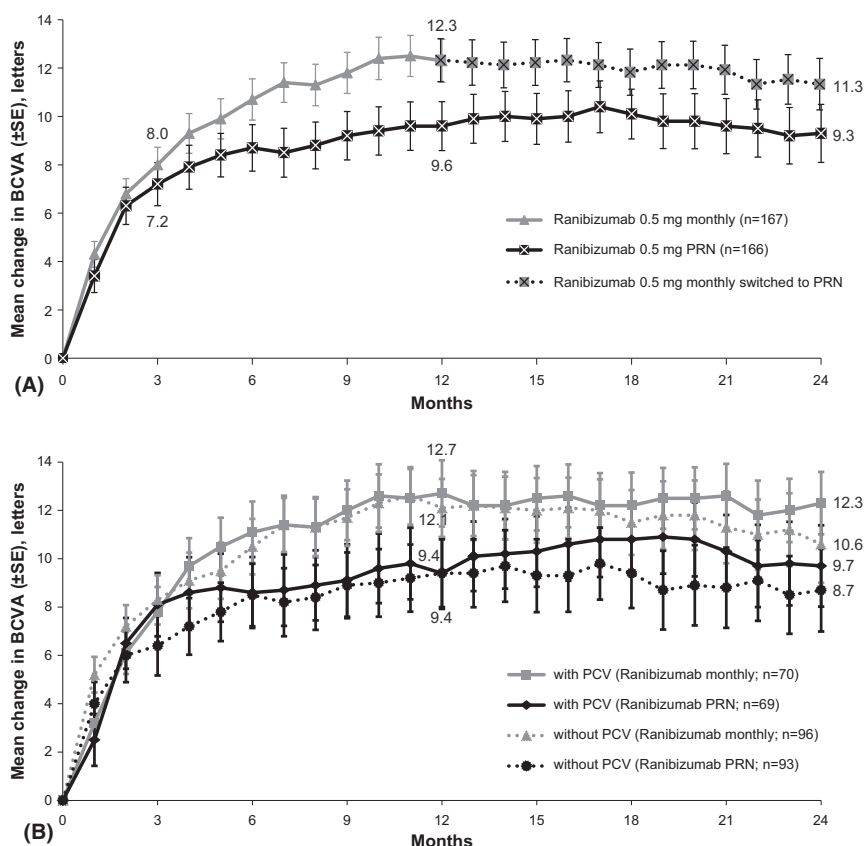 Mean change in BCVA (±SE), letters
14
12
10
8
6
4
2
0
12.3
8.0
7.2
9.6
11.3
9.3
Ranibizumab 0.5 mg monthly (n=167)
Ranibizumab 0.5 mg PRN (n=166)
Ranibizumab 0.5 mg monthly switched to PRN
0 3 6 9 12 15 18 21 24
Months
(A)
Mean change in BCVA (±SE), letters
14
12
10
8
6
4
2
0
12.7
12.1
9.4
9.4
12.3
10.6
9.7
8.7
with PCV (Ranibizumab monthly; n=70)
with PCV (Ranibizumab PRN; n=69)
without PCV (Ranibizumab monthly; n=96)
without PCV (Ranibizumab PRN; n=93)
0 3 6 9 12 15 18 21 24
Months
(B)